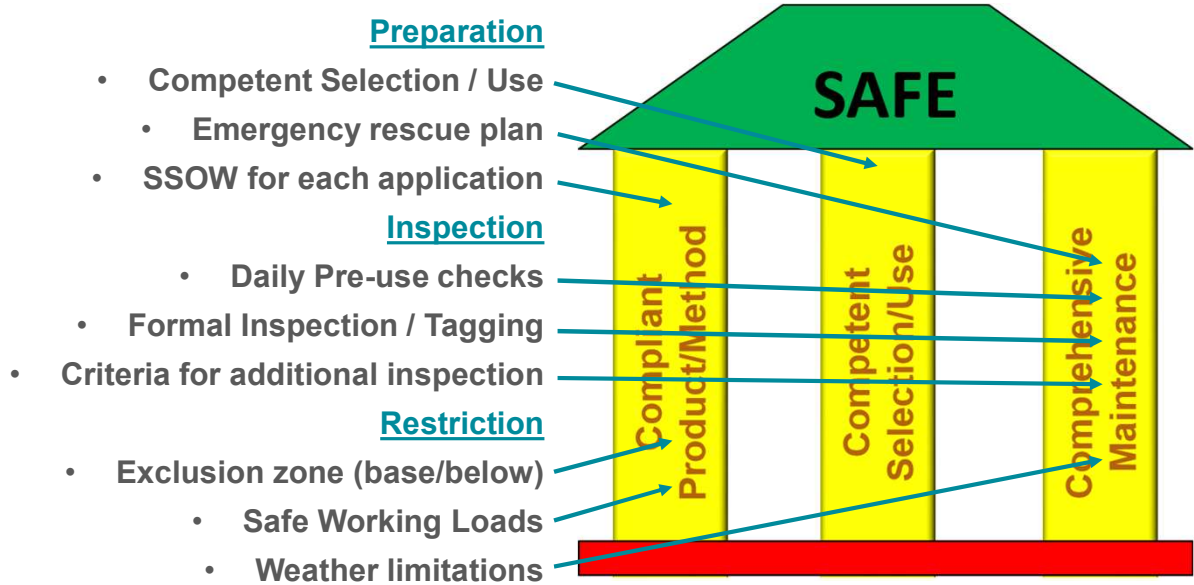 Preparation
• Competent Selection / Use
• Emergency rescue plan
• SSOW for each application
Inspection
• Daily Pre-use checks
• Formal Inspection / Tagging
• Criteria for additional inspection
Restriction
• Exclusion zone (base/below)
• Safe Working Loads
• Weather limitations
SAFE
Compliant
Product/Method
Competent
Selection/Use
Comprehensive
Maintenance